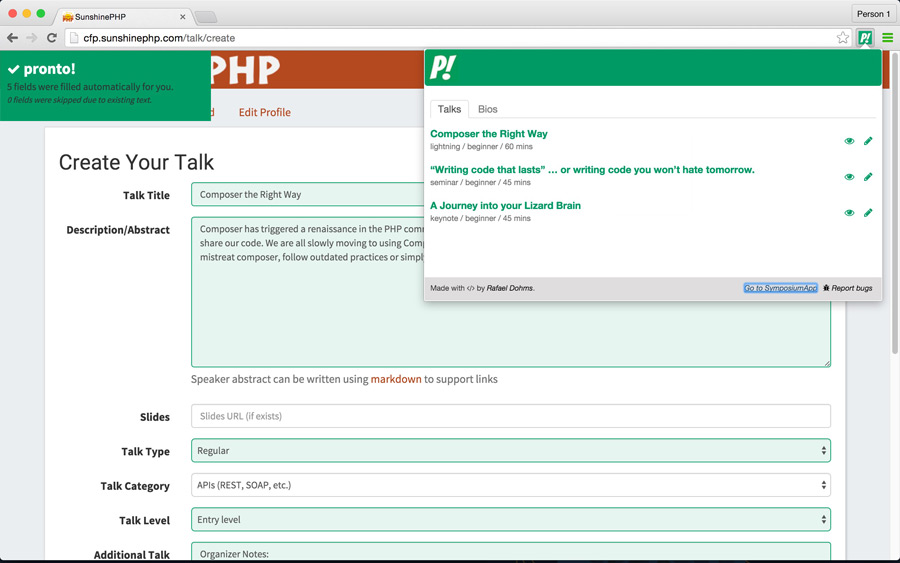 SunshinePHP
Person 1
cfp.sunshinephp.com/talk/create
P!
pronto!
5 fields were filled automatically for you.
0 fields were skipped due to existing text.
PHP
d
Edit Profile
P!
Talks
Bios
Composer the Right Way
lightning / beginner / 60 mins
“Writing code that lasts” … or writing code you won’t hate tomorrow.
seminar / beginner / 45 mins
A Journey into your Lizard Brain
keynote / beginner / 45 mins
Made with </> by Rafael Dohms.
Go to SymposiumApp
Report bugs
Create Your Talk
Talk Title
Composer the Right Way
Description/Abstract
Composer has triggered a renaissance in the PHP com
share our code. We are all slowly moving to using Comp
mistreat composer, follow outdated practices or simpl
Speaker abstract can be written using markdown to support links
Slides
Slides URL (if exists)
Talk Type
Regular
Talk Category
APIs (REST, SOAP, etc.)
Talk Level
Entry level
Additional Talk
Organizer Notes: